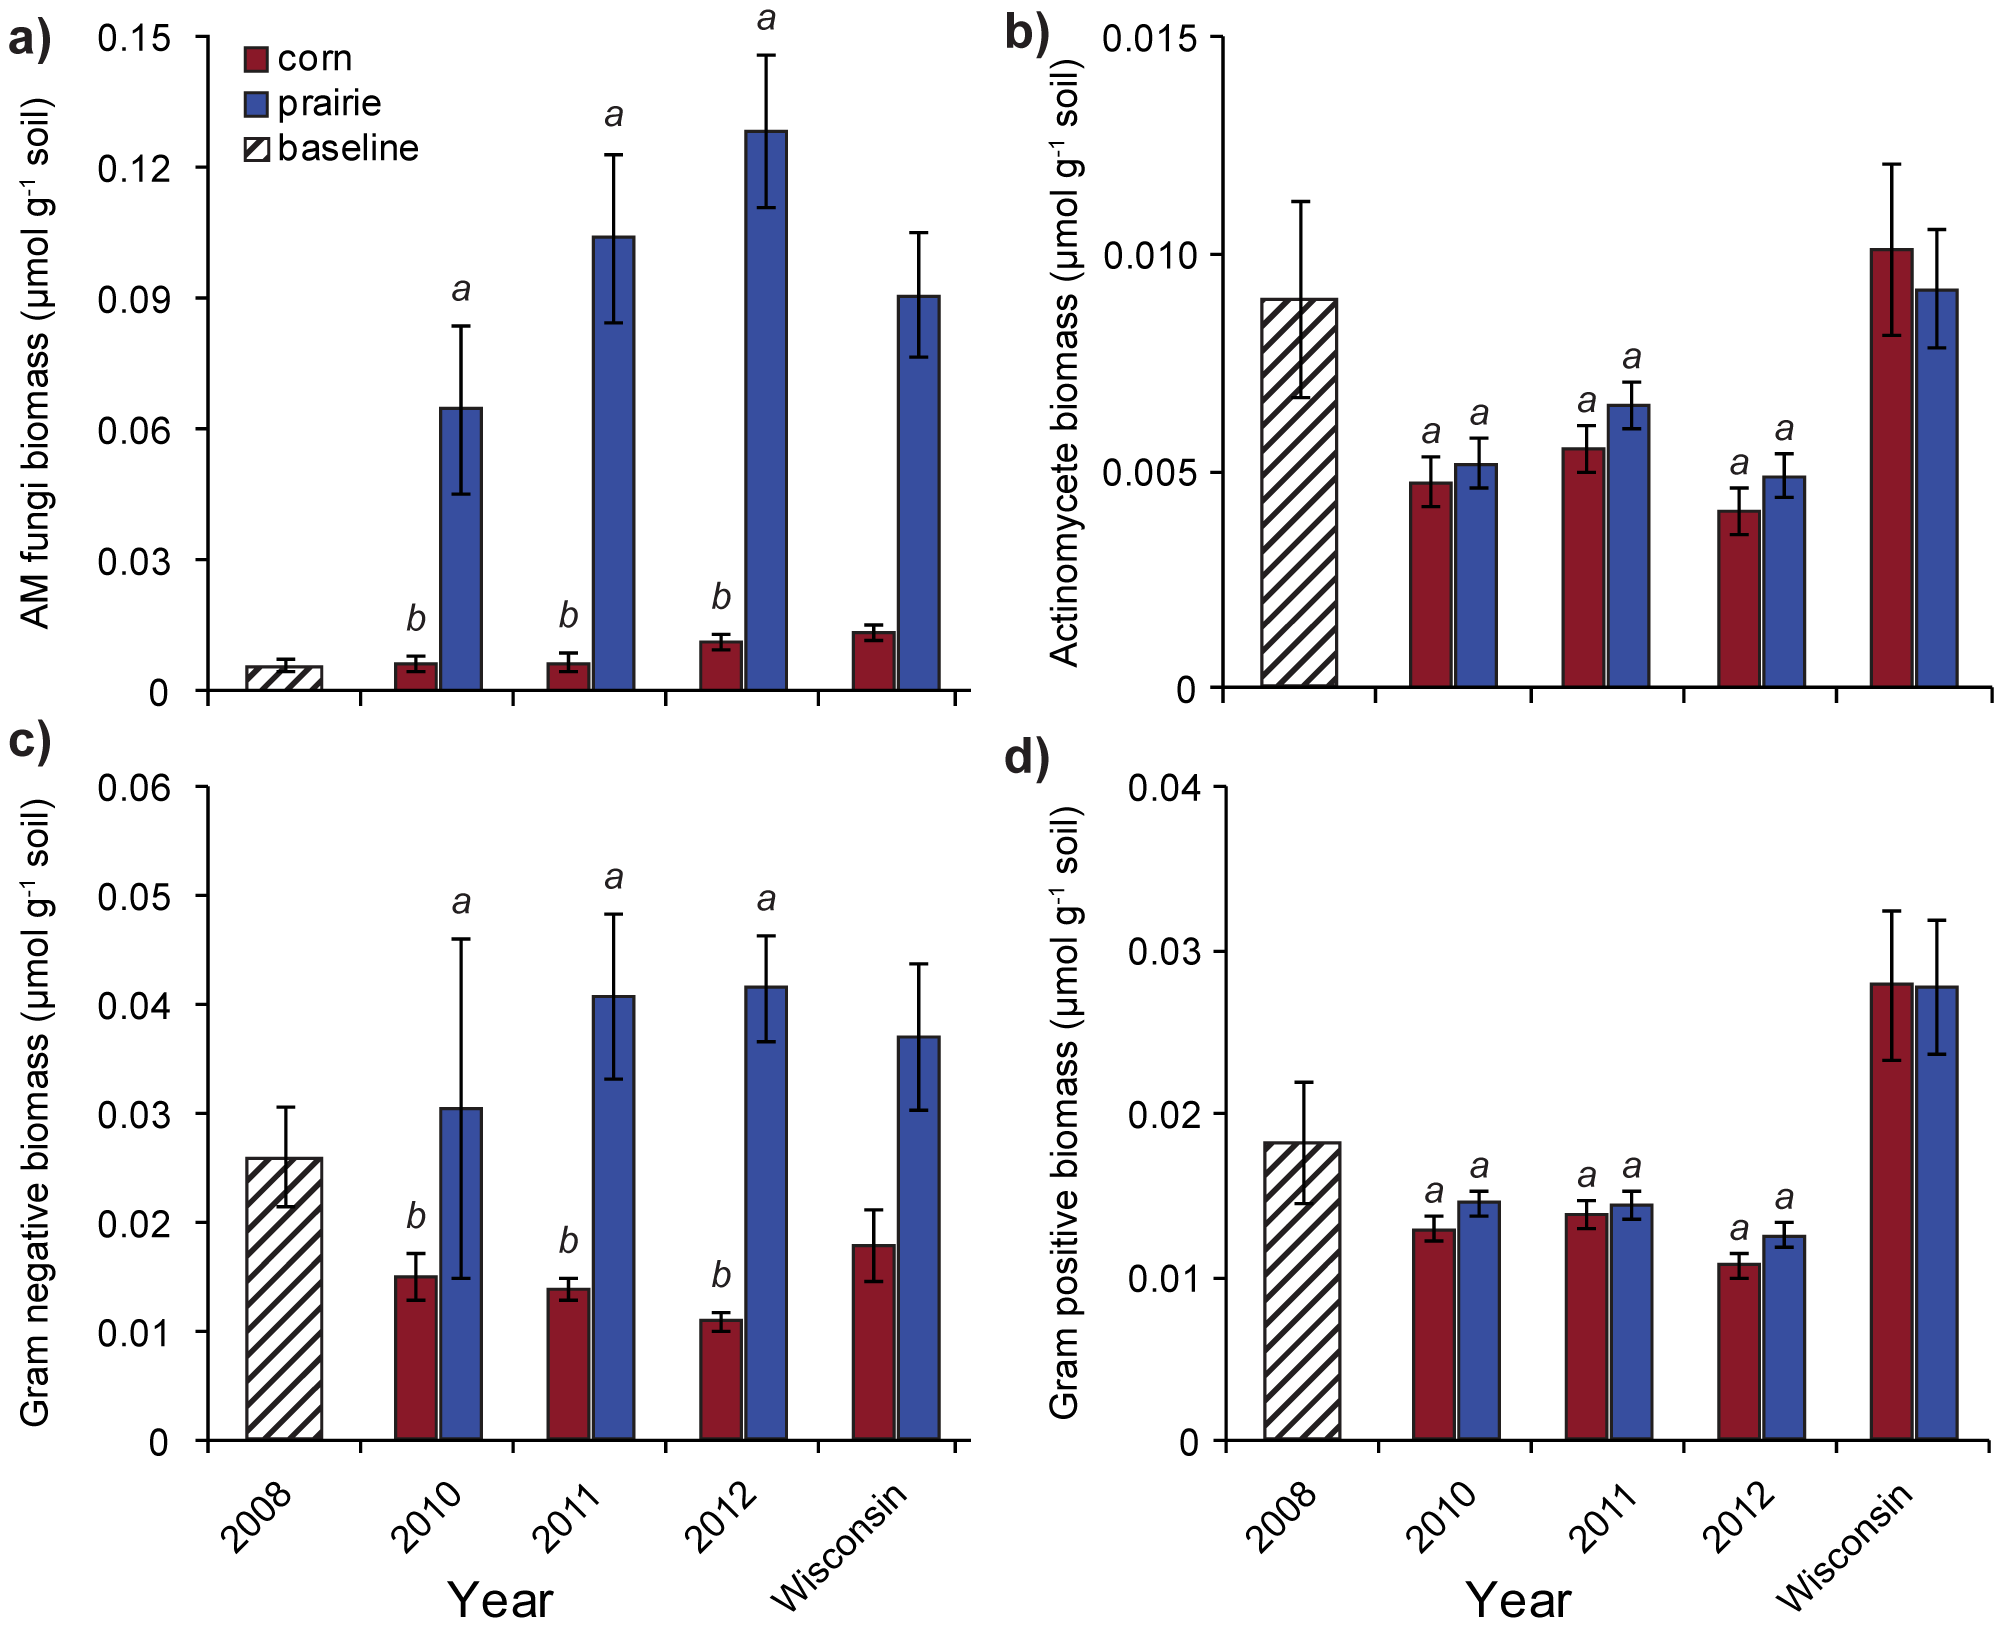 a)
0.15
0.12
0.09
0.06
0.03
0
AM fungi biomass (µmol g-1 soil)
corn
prairie
baseline
b
a
b
a
b
a
b)
0.015
0.010
0.005
0
Actinomycete biomass (µmol g-1 soil)
a
a
a
a
a
a
c)
0.06
0.05
0.04
0.03
0.02
0.01
0
Gram negative biomass (µmol g-1 soil)
b
a
b
a
b
a
2008
2010
2011
2012
Wisconsin
Year
d)
0.04
0.03
0.02
0.01
0
Gram positive biomass (µmol g-1 soil)
a
a
a
a
a
a
2008
2010
2011
2012
Wisconsin
Year